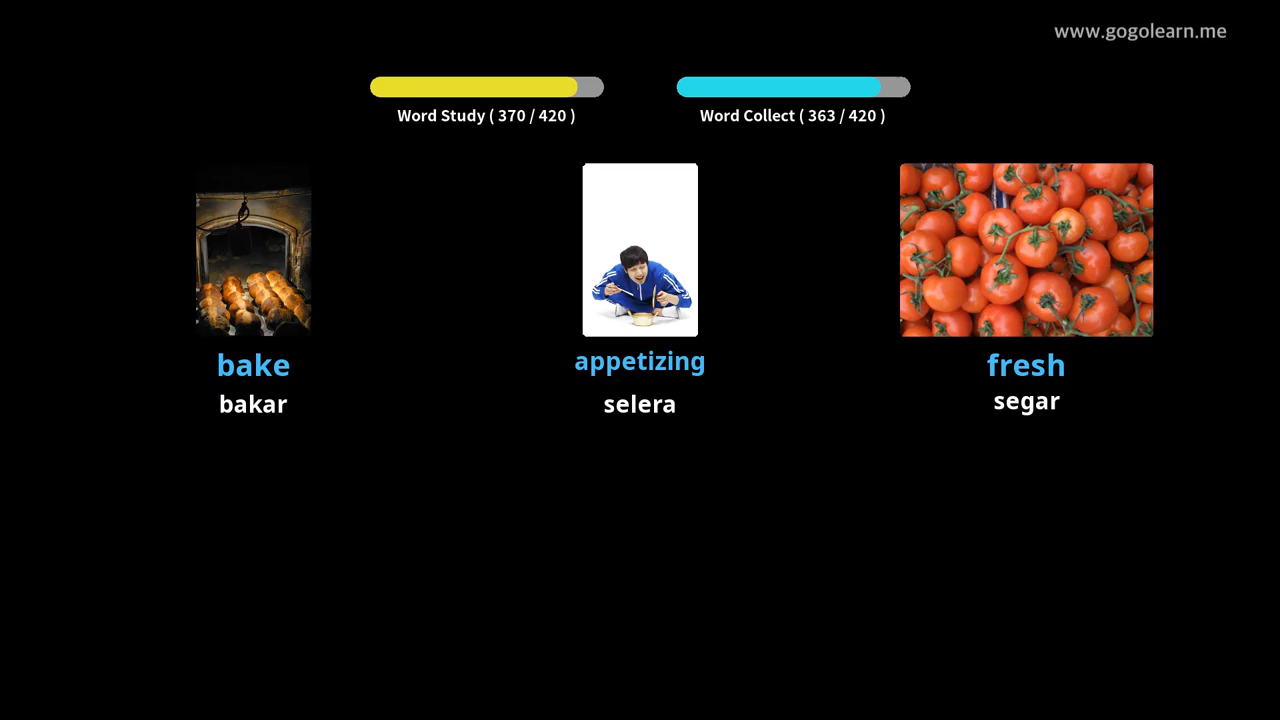 www.gogolearn.me
Word Study ( 370 / 420 )
Word Collect ( 363 / 420 )
bake
bakar
appetizing
selera
fresh
segar